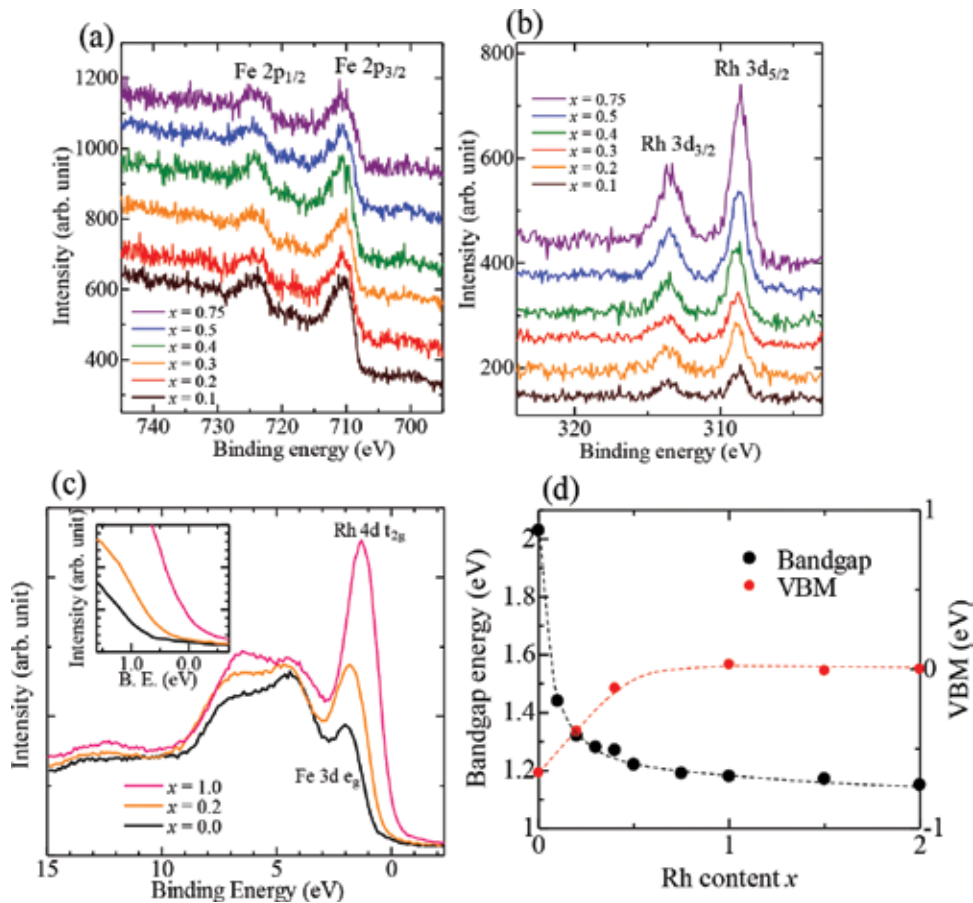 (a)
Fe 2p1/2
Fe 2p3/2
1200
1000
800
600
400
Intensity (arb. unit)
x = 0.75
x = 0.5
x = 0.4
x = 0.3
x = 0.2
x = 0.1
740
730
720
710
700
Binding energy (eV)
(b)
Rh 3d5/2
Rh 3d3/2
800
600
400
200
Intensity (arb. unit)
x = 0.75
x = 0.5
x = 0.4
x = 0.3
x = 0.2
x = 0.1
320
310
Binding energy (eV)
(c)
Rh 4d t2g
Fe 3d eg
Intensity (arb. unit)
Intensity (arb. unit)
1.0
0.0
B. E. (eV)
x = 1.0
x = 0.2
x = 0.0
15
10
5
0
Binding Energy (eV)
(d)
Bandgap
VBM
2
1.8
1.6
1.4
1.2
1
Bandgap energy (eV)
1
0
-1
VBM (eV)
0
1
2
Rh content x